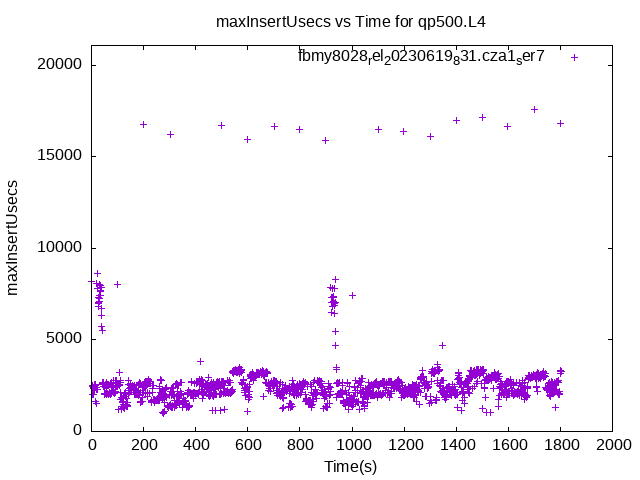 maxInsertUsecs vs Time for qp500.L4
fbmy8028rel20230619831.cza1ser7
maxInsertUsecs
20000
15000
10000
5000
0
0 200 400 600 800 1000 1200 1400 1600 1800 2000
Time(s)